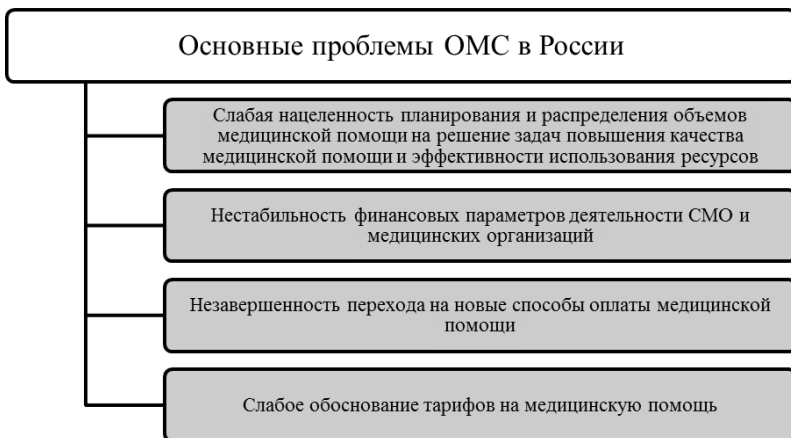 Основные проблемы ОМС в России
Слабая нацеленность планирования и распределения объемов
медицинской помощи на решение задач повышения качества
медицинской помощи и эффективности использования ресурсов
Нестабильность финансовых параметров деятельности СМО и
медицинских организаций
Незавершенность перехода на новые способы оплаты медицинской
помощи
Слабое обоснование тарифов на медицинскую помощь